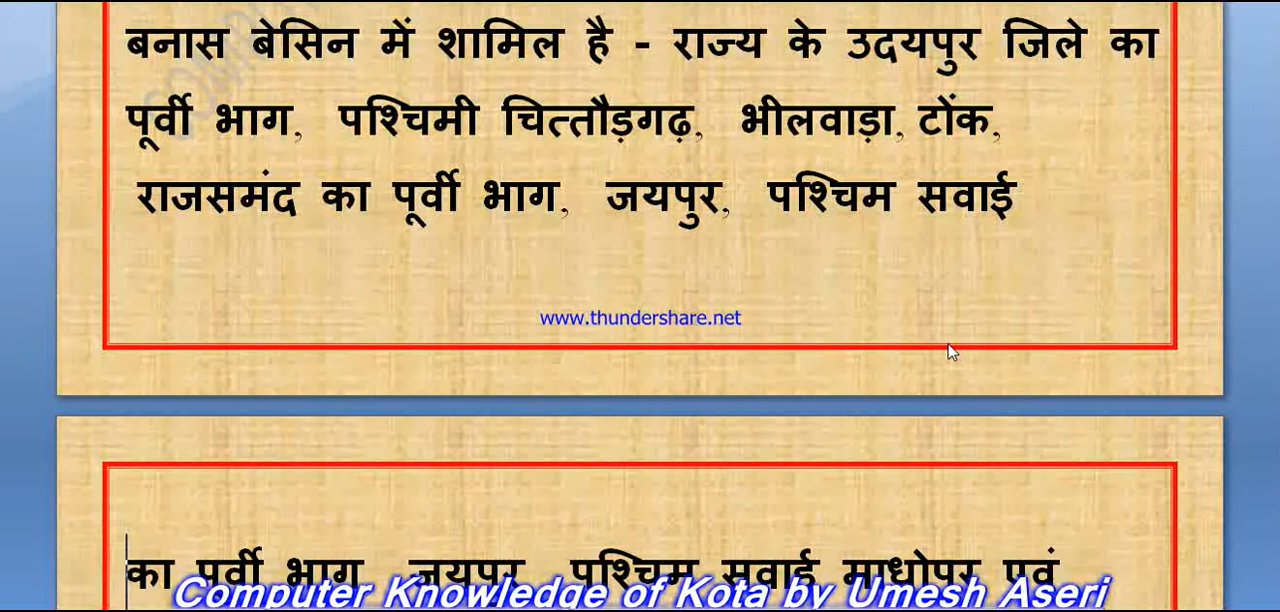 बनास बेसिन में शामिल है - राज्य के उदयपुर जिले का
पूर्वी भाग, पश्चिमी चित्तौड़गढ़, भीलवाड़ा, टोंक,
राजसमंद का पूर्वी भाग, जयपुर, पश्चिम सवाई
www.thundershare.net
का पूर्वी भाग जयपुर पश्चिम सवाई माधोपुर एवं
Computer Knowledge of Kota by Umesh Aseri